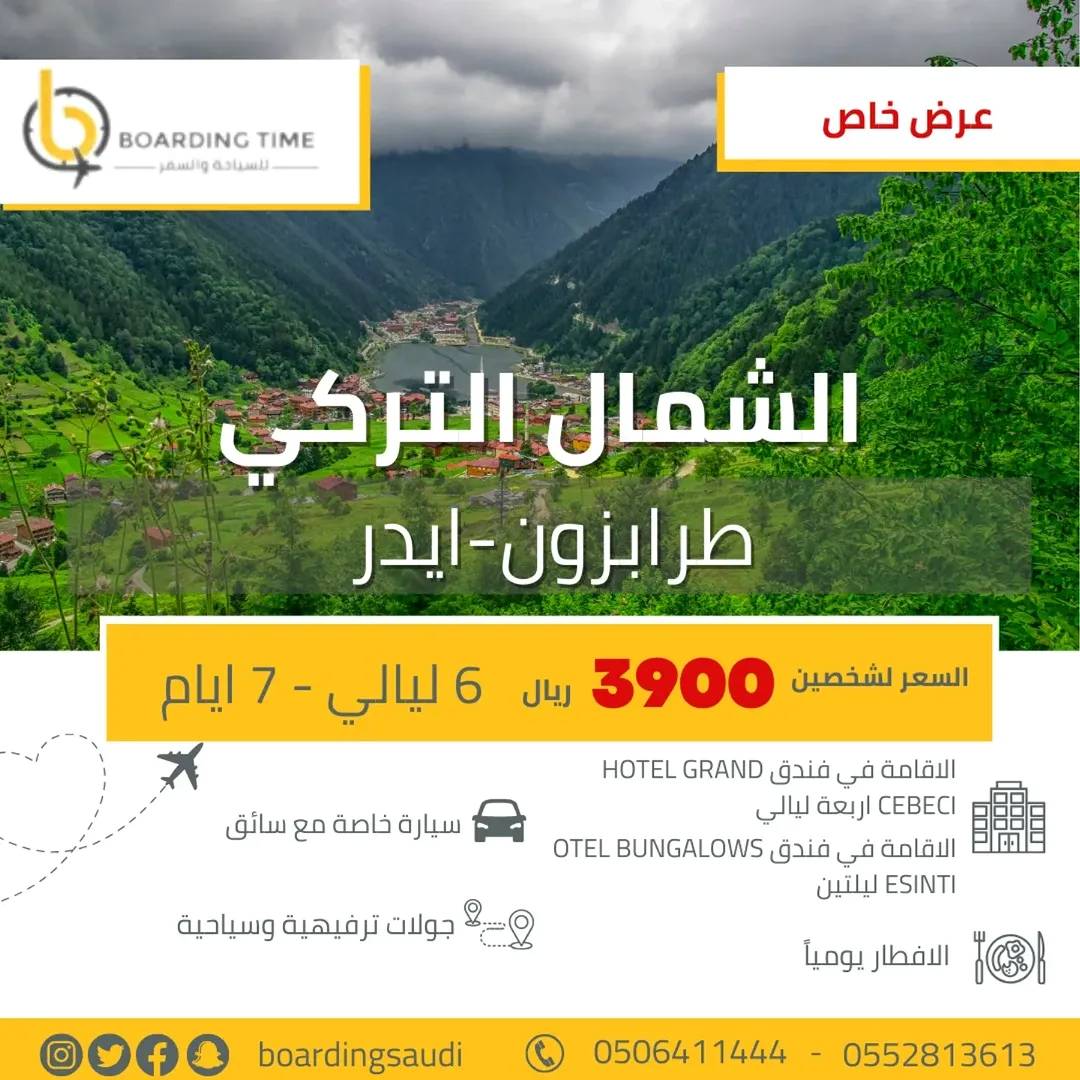 BOARDING TIME
للسياحة والسفر
عرض خاص
الشمال التركي
طرابزون-ايدر
السعر لشخصين 3900 ريال 6 ليالي - 7 ايام
الاقامة في فندق HOTEL GRAND
CEBECI اربعة ليالي
الاقامة في فندق OTEL BUNGALOWS
ESINTI ليلتين
الافطار يومياً
سيارة خاصة مع سائق
جولات ترفيهية وسياحية
boardingsaudi 0506411444 - 0552813613